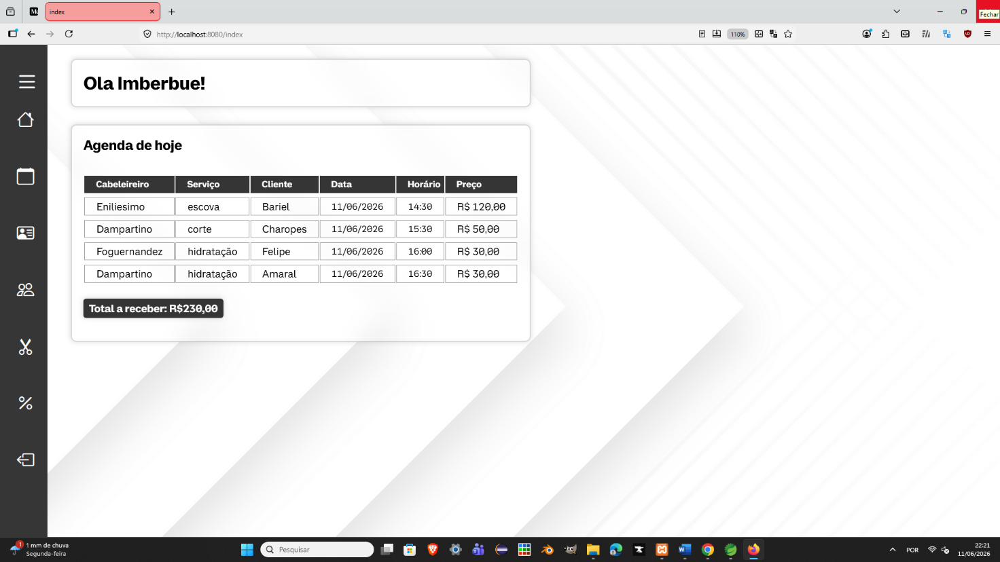 index
Fechar
http://localhost:8080/index
110%
Ola Imberbue!
Agenda de hoje
Cabeleireiro Serviço Cliente Data Horário Preço
Eniliesimo escova Bariel 11/06/2026 14:30 R$ 120,00
Dampartino corte Charopes 11/06/2026 15:30 R$ 50,00
Foguernandez hidratação Felipe 11/06/2026 16:00 R$ 30,00
Dampartino hidratação Amaral 11/06/2026 16:30 R$ 30,00
Total a receber: R$230,00
1
1 mm de chuva
Segunda-feira
Pesquisar
POR
22:21
11/06/2026